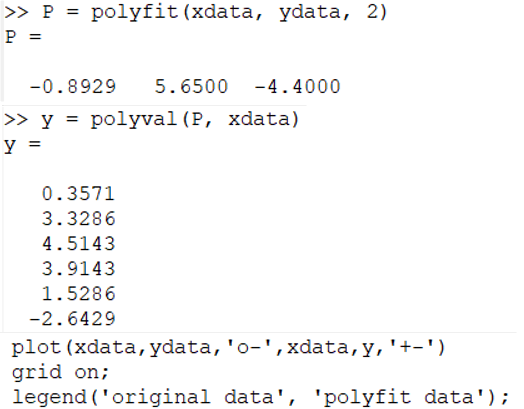 >> P = polyfit(xdata, ydata, 2)
P =
-0.8929 5.6500 -4.4000
>> y = polyval(P, xdata)
y =
0.3571
3.3286
4.5143
3.9143
1.5286
-2.6429
plot(xdata,ydata,'o-',xdata,y,'+-')
grid on;
legend('original data', 'polyfit data');